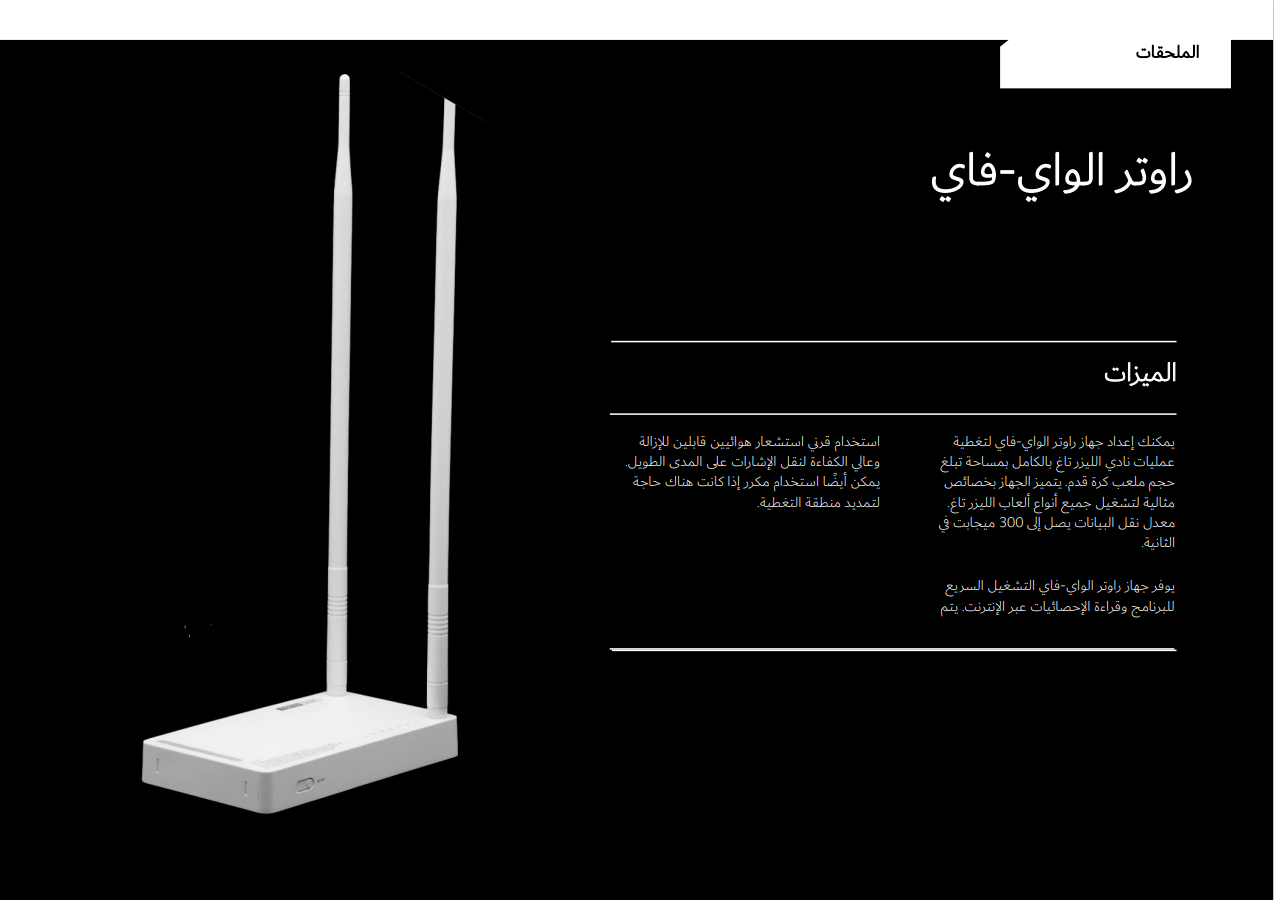 الملحقات
راوتر الواي-فاي
الميزات
يمكنك إعداد جهاز راوتر الواي-فاي لتغطية
عمليات نادي الليزر تاغ بالكامل بمساحة تبلغ
حجم ملعب كرة قدم. يتميز الجهاز بخصائص
مثالية لتشغيل جميع أنواع ألعاب الليزر تاغ.
معدل نقل البيانات يصل إلى 300 ميجابت في
الثانية.
يوفر جهاز راوتر الواي-فاي التشغيل السريع
للبرنامج وقراءة الإحصائيات عبر الإنترنت. يتم
استخدام قرني استشعار هوائيين قابلين للإزالة
وعالي الكفاءة لنقل الإشارات على المدى الطويل.
يمكن أيضًا استخدام مكرر إذا كانت هناك حاجة
لتمديد منطقة التغطية.